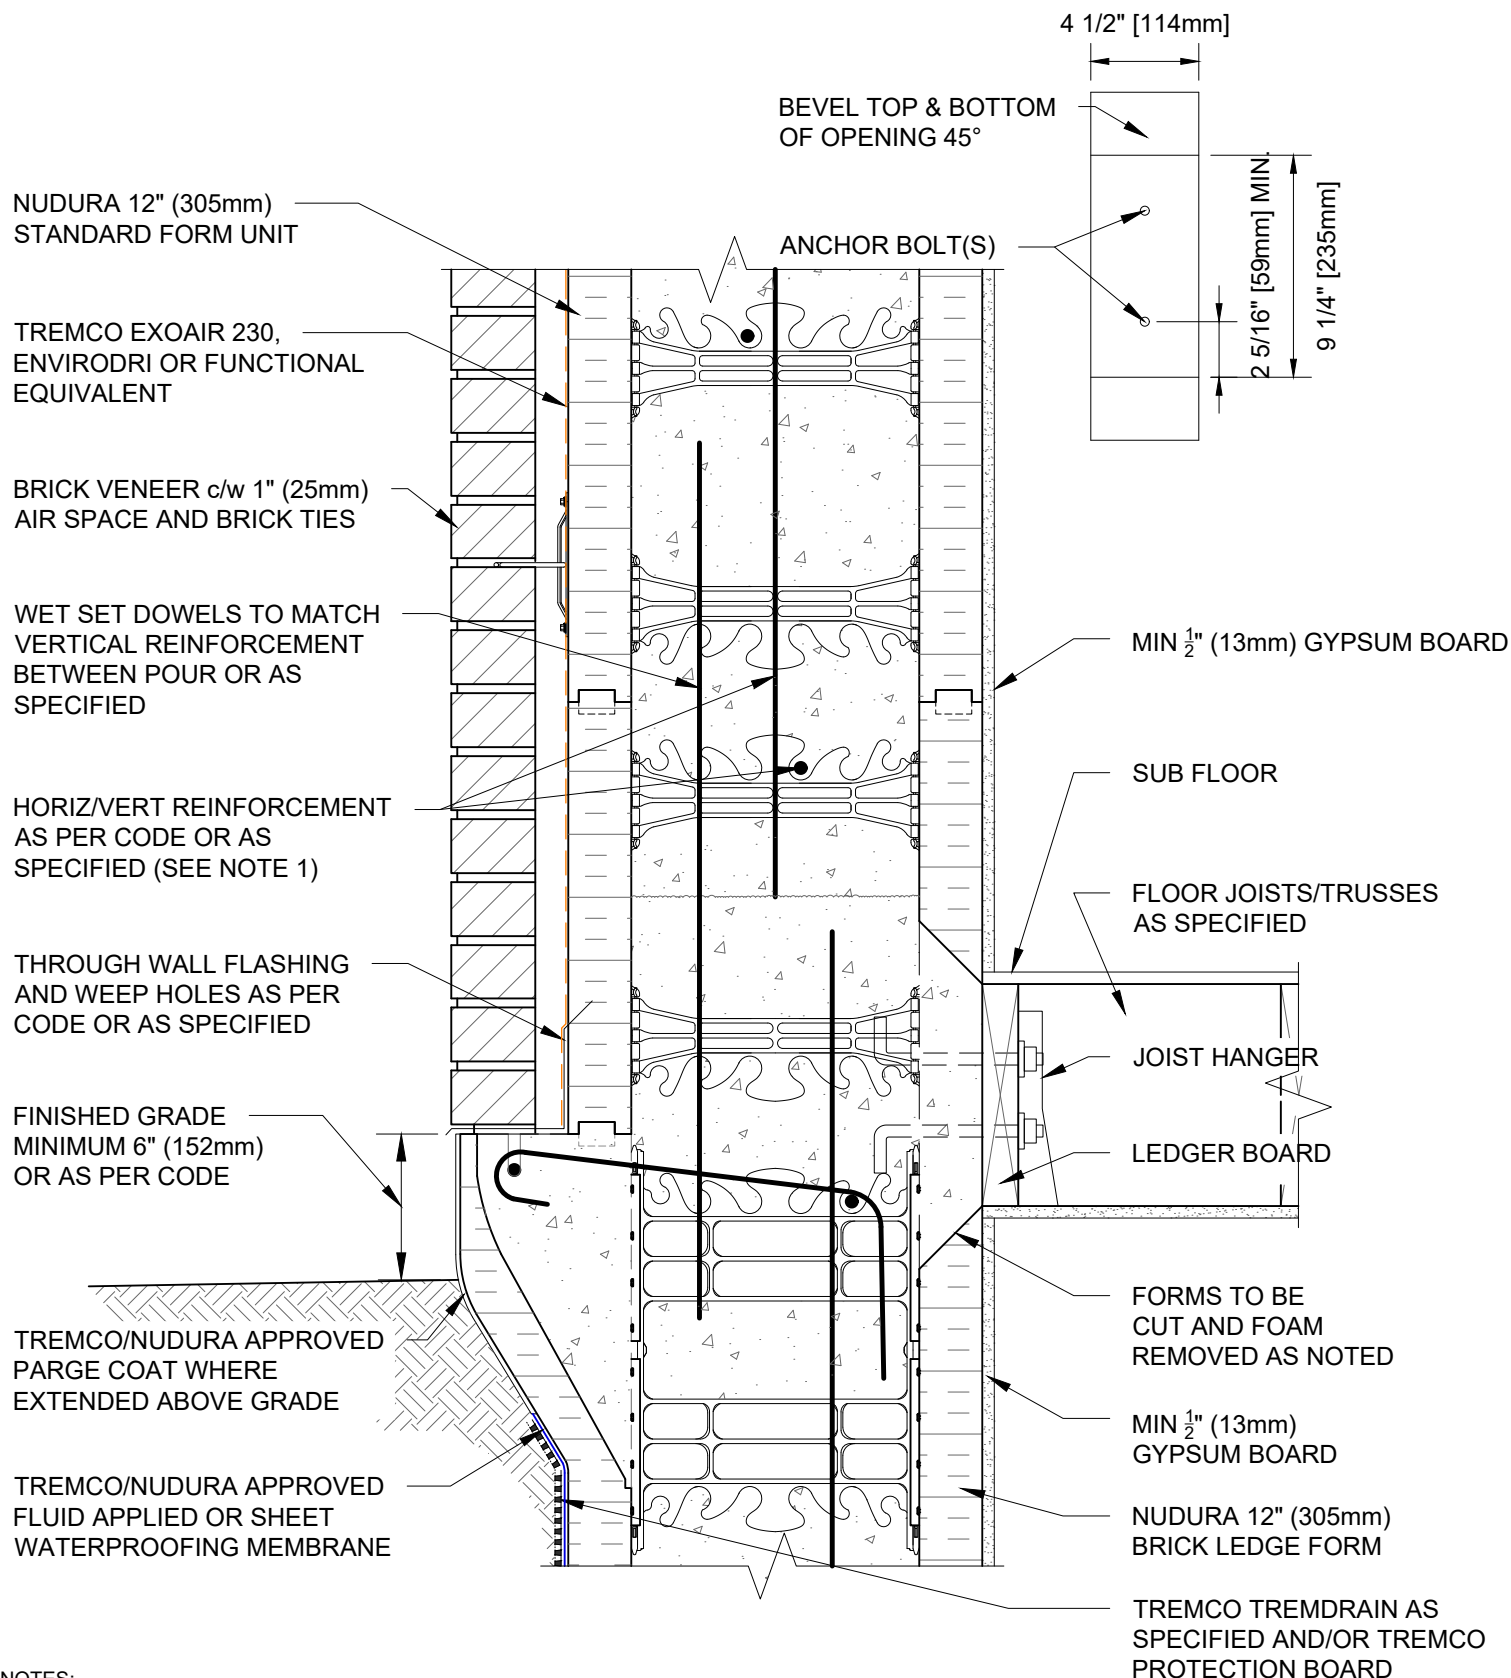 4 1/2" [114mm]
BEVEL TOP & BOTTOM
OF OPENING 45°
2 5/16" [59mm] MIN.
9 1/4" [235mm]
ANCHOR BOLT(S)
NUDURA 12" (305mm)
STANDARD FORM UNIT
TREMCO EXOAIR 230,
ENVIRODRI OR FUNCTIONAL
EQUIVALENT
BRICK VENEER c/w 1" (25mm)
AIR SPACE AND BRICK TIES
WET SET DOWELS TO MATCH
VERTICAL REINFORCEMENT
BETWEEN POUR OR AS
SPECIFIED
HORIZ/VERT REINFORCEMENT
AS PER CODE OR AS
SPECIFIED (SEE NOTE 1)
THROUGH WALL FLASHING
AND WEEP HOLES AS PER
CODE OR AS SPECIFIED
FINISHED GRADE
MINIMUM 6" (152mm)
OR AS PER CODE
TREMCO/NUDURA APPROVED
PARGE COAT WHERE
EXTENDED ABOVE GRADE
TREMCO/NUDURA APPROVED
FLUID APPLIED OR SHEET
WATERPROOFING MEMBRANE
MIN 1/2" (13mm) GYPSUM BOARD
SUB FLOOR
FLOOR JOISTS/TRUSSES
AS SPECIFIED
JOIST HANGER
LEDGER BOARD
FORMS TO BE
CUT AND FOAM
REMOVED AS NOTED
MIN 1/2" (13mm)
GYPSUM BOARD
NUDURA 12" (305mm)
BRICK LEDGE FORM
TREMCO TREMDRAIN AS
SPECIFIED AND/OR TREMCO
PROTECTION BOARD
NOTES: